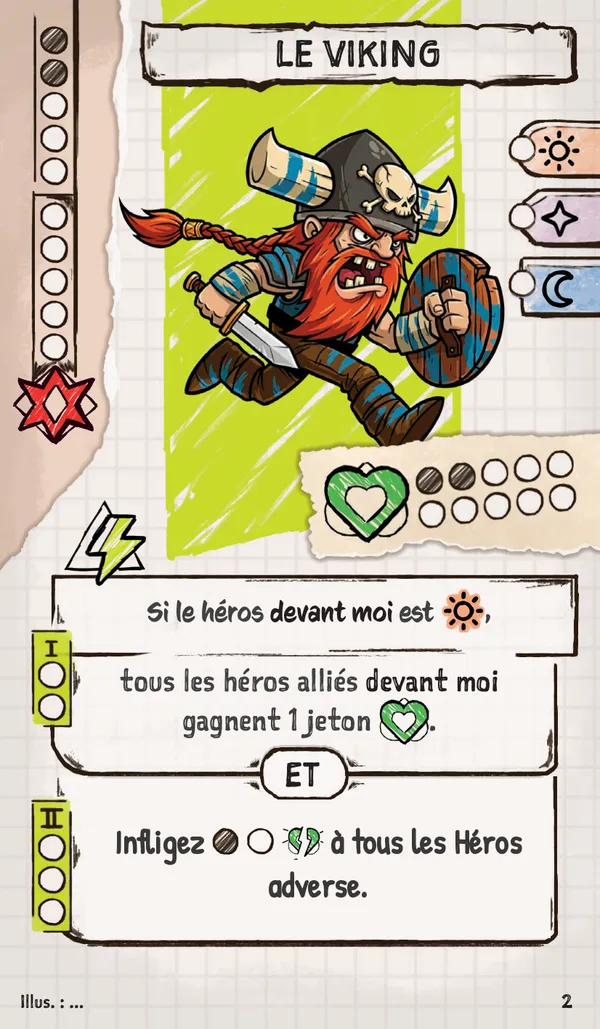 LE VIKING
Si le héros devant moi est ,
I
tous les héros alliés devant moi
gagnent 1 jeton .
ET
II
Infligez à tous les Héros
adverse.
Illus. : ...
2